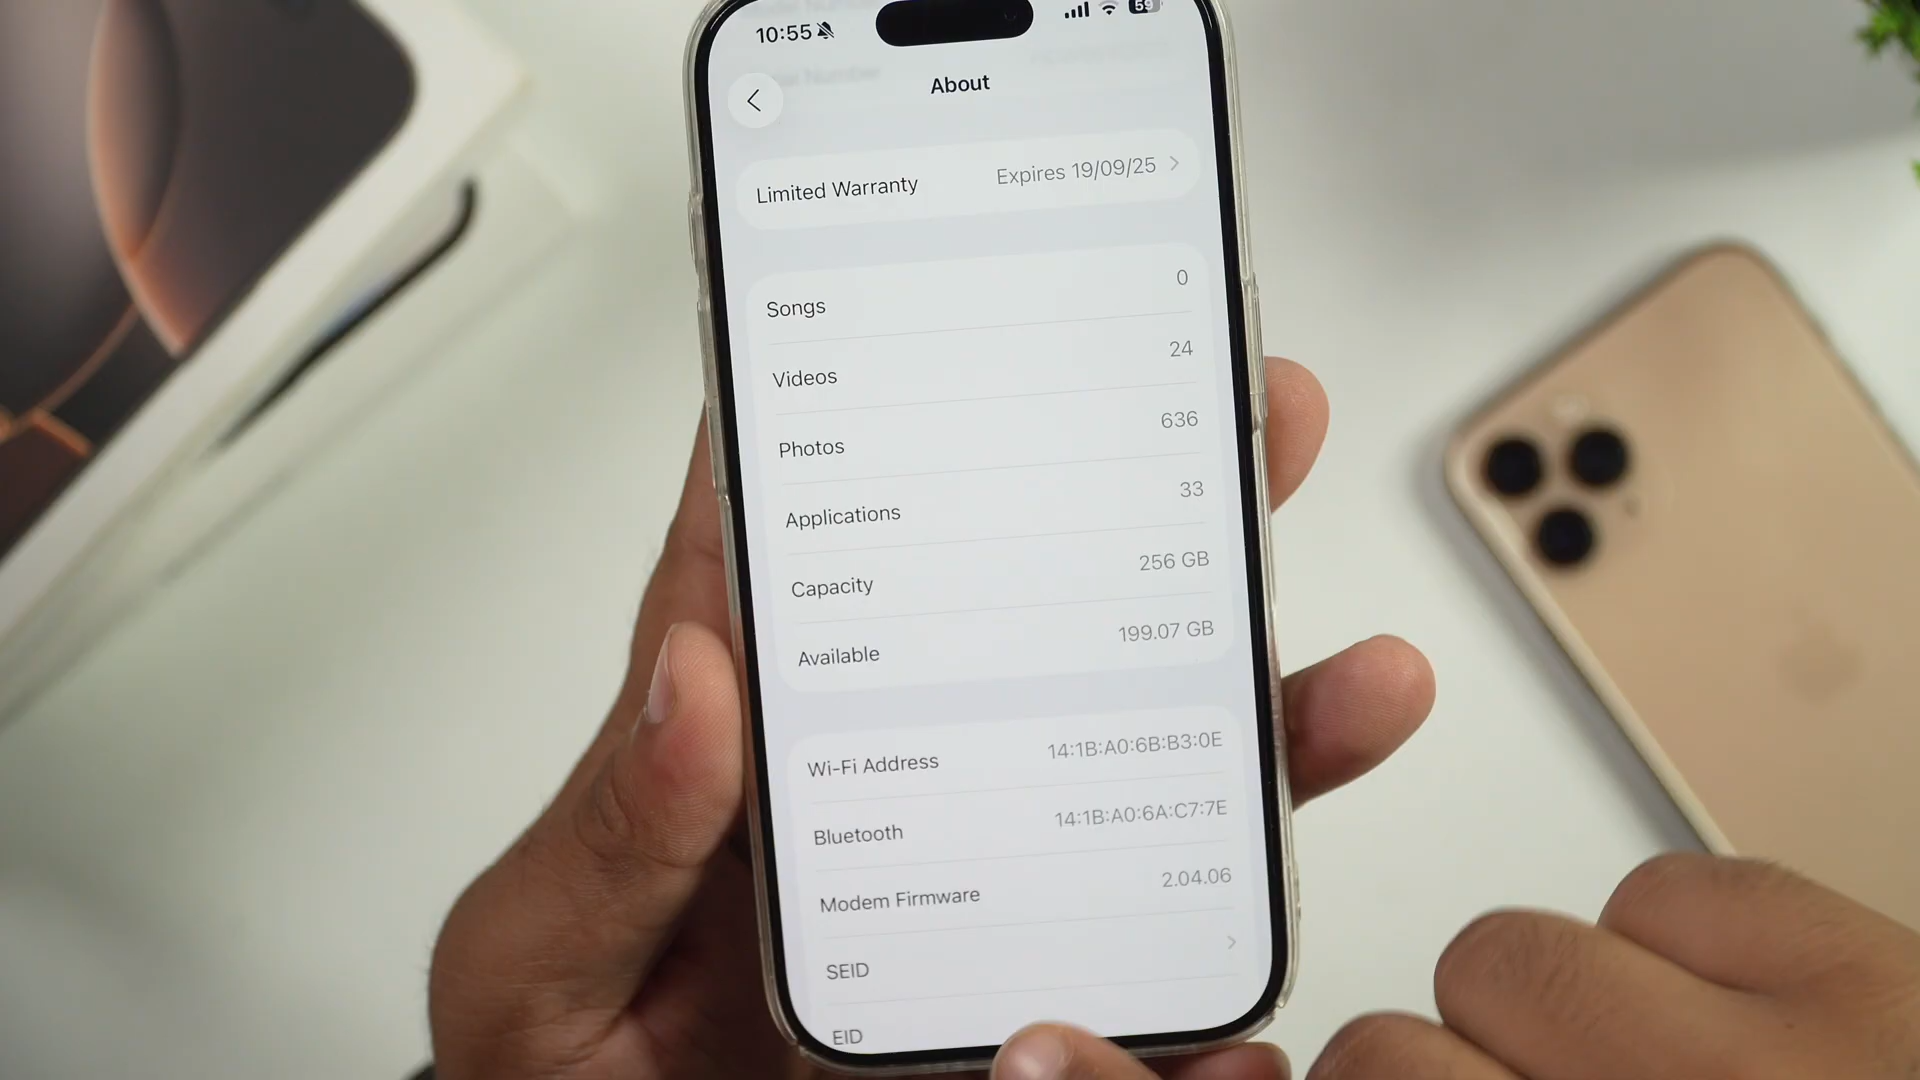 10:55
59
About
Limited Warranty Expires 19/09/25
Songs 0
Videos 24
Photos 636
Applications 33
Capacity 256 GB
Available 199.07 GB
Wi-Fi Address 14:1B:A0:6B:B3:0E
Bluetooth 14:1B:A0:6A:C7:7E
Modem Firmware 2.04.06
SEID
EID